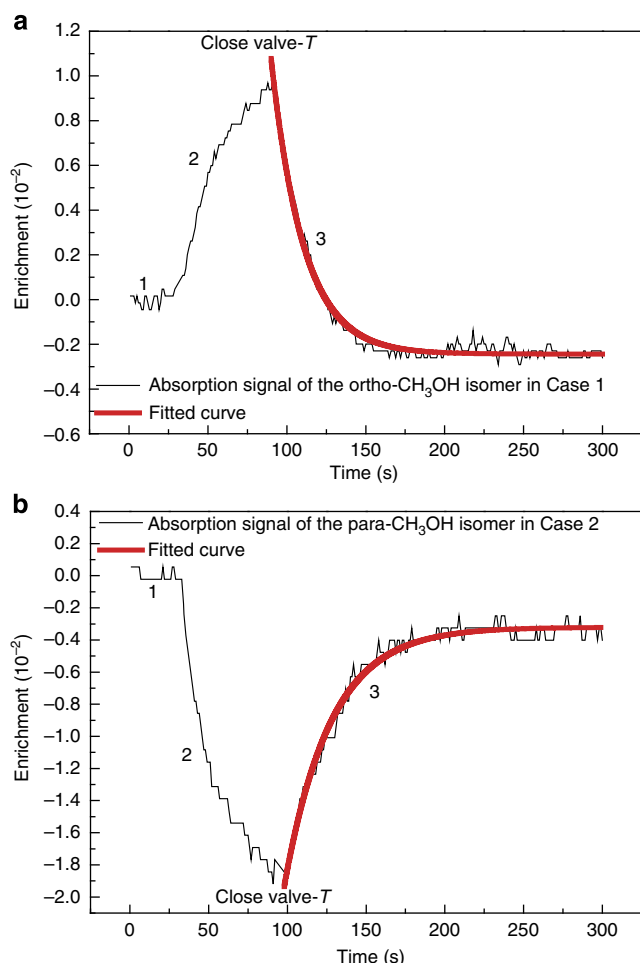 a
1.2
Close valve-T
1.0
0.8
2
0.6
0.4
3
0.2
1
0.0
−0.2
−0.4
Absorption signal of the ortho-CH₃OH isomer in Case 1
Fitted curve
−0.6
0 50 100 150 200 250 300
Time (s)
Enrichment (10⁻²)
b
0.4
Absorption signal of the para-CH₃OH isomer in Case 2
0.2
Fitted curve
0.0
1
−0.2
−0.4
−0.6
3
−0.8
−1.0
−1.2
2
−1.4
−1.6
−1.8
−2.0
Close valve-T
0 50 100 150 200 250 300
Time (s)
Enrichment (10⁻²)